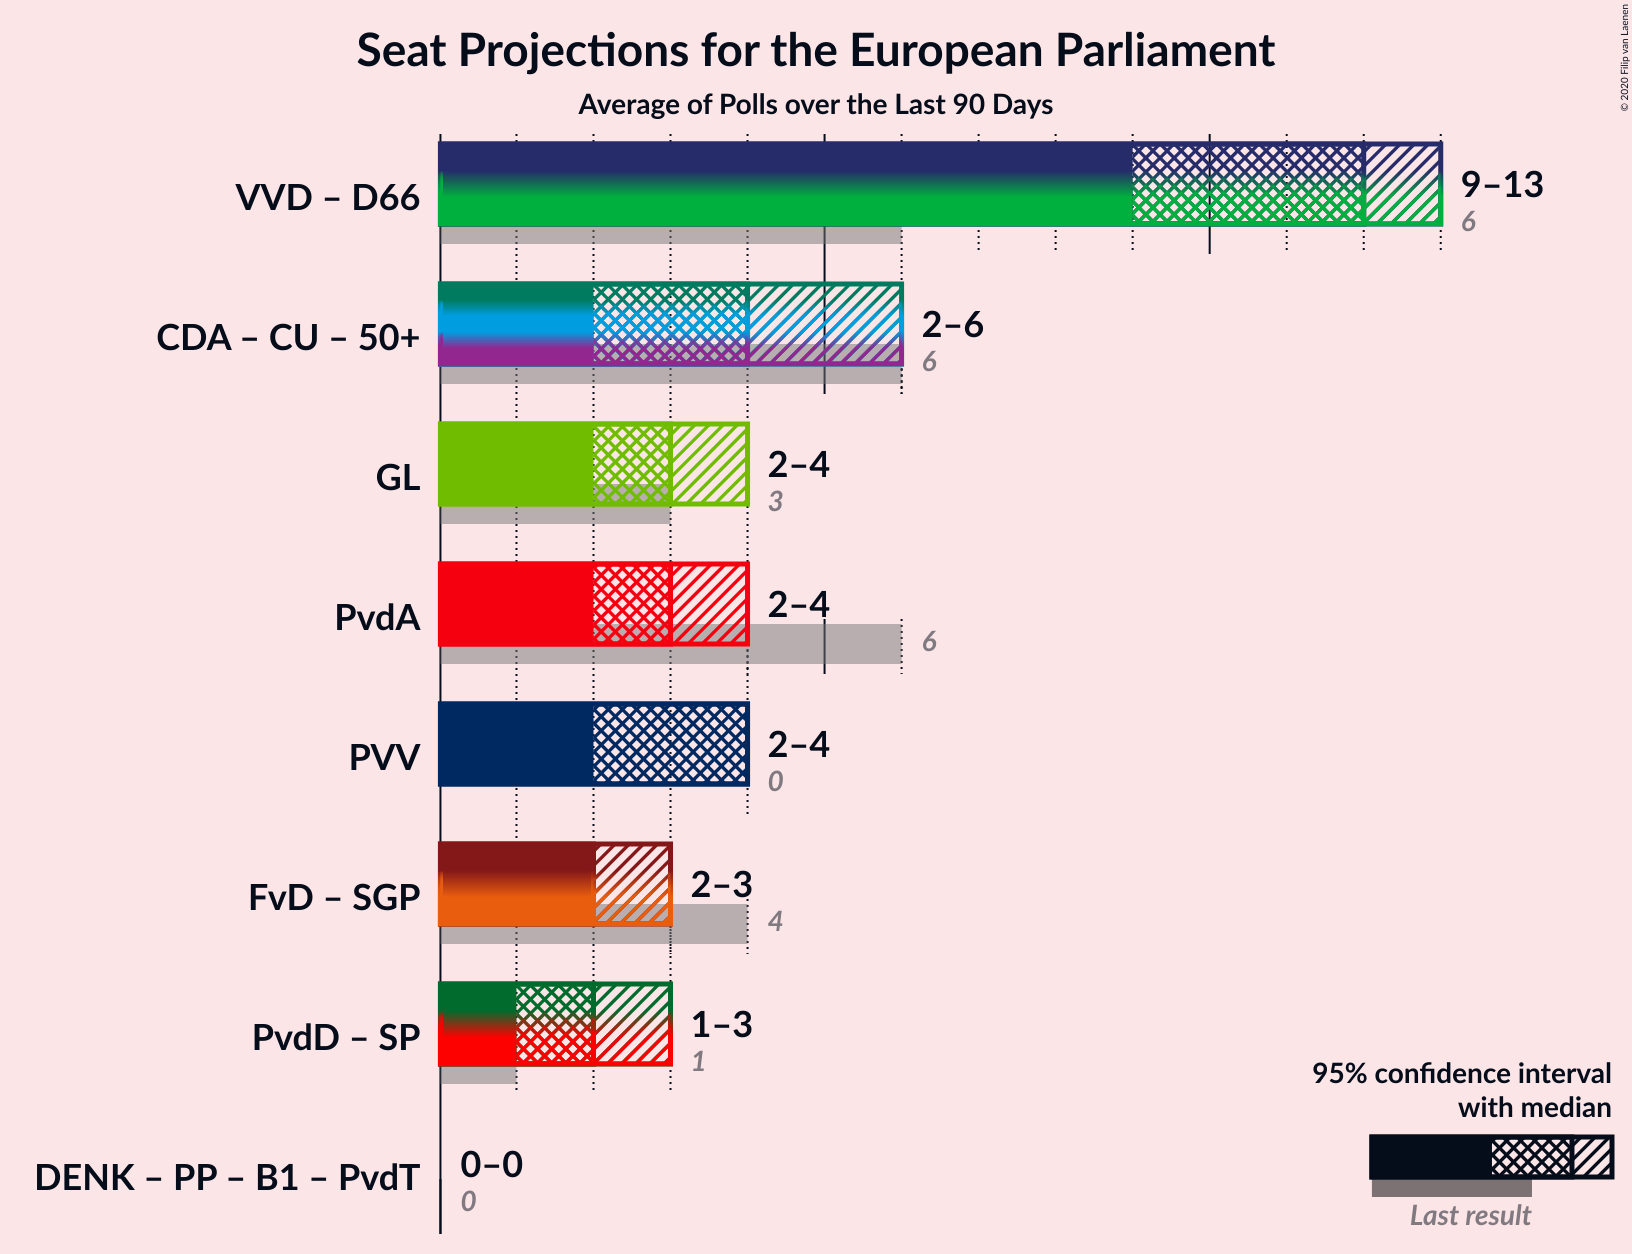 Seat Projections for the European Parliament
Average of Polls over the Last 90 Days
© 2020 Filip van Laenen
VVD – D66
9–13
6
CDA – CU – 50+
2–6
6
GL
2–4
3
PvdA
2–4
6
PVV
2–4
0
FvD – SGP
2–3
4
PvdD – SP
1–3
1
DENK – PP – B1 – PvdT
0–0
0
95% confidence interval
with median
Last result